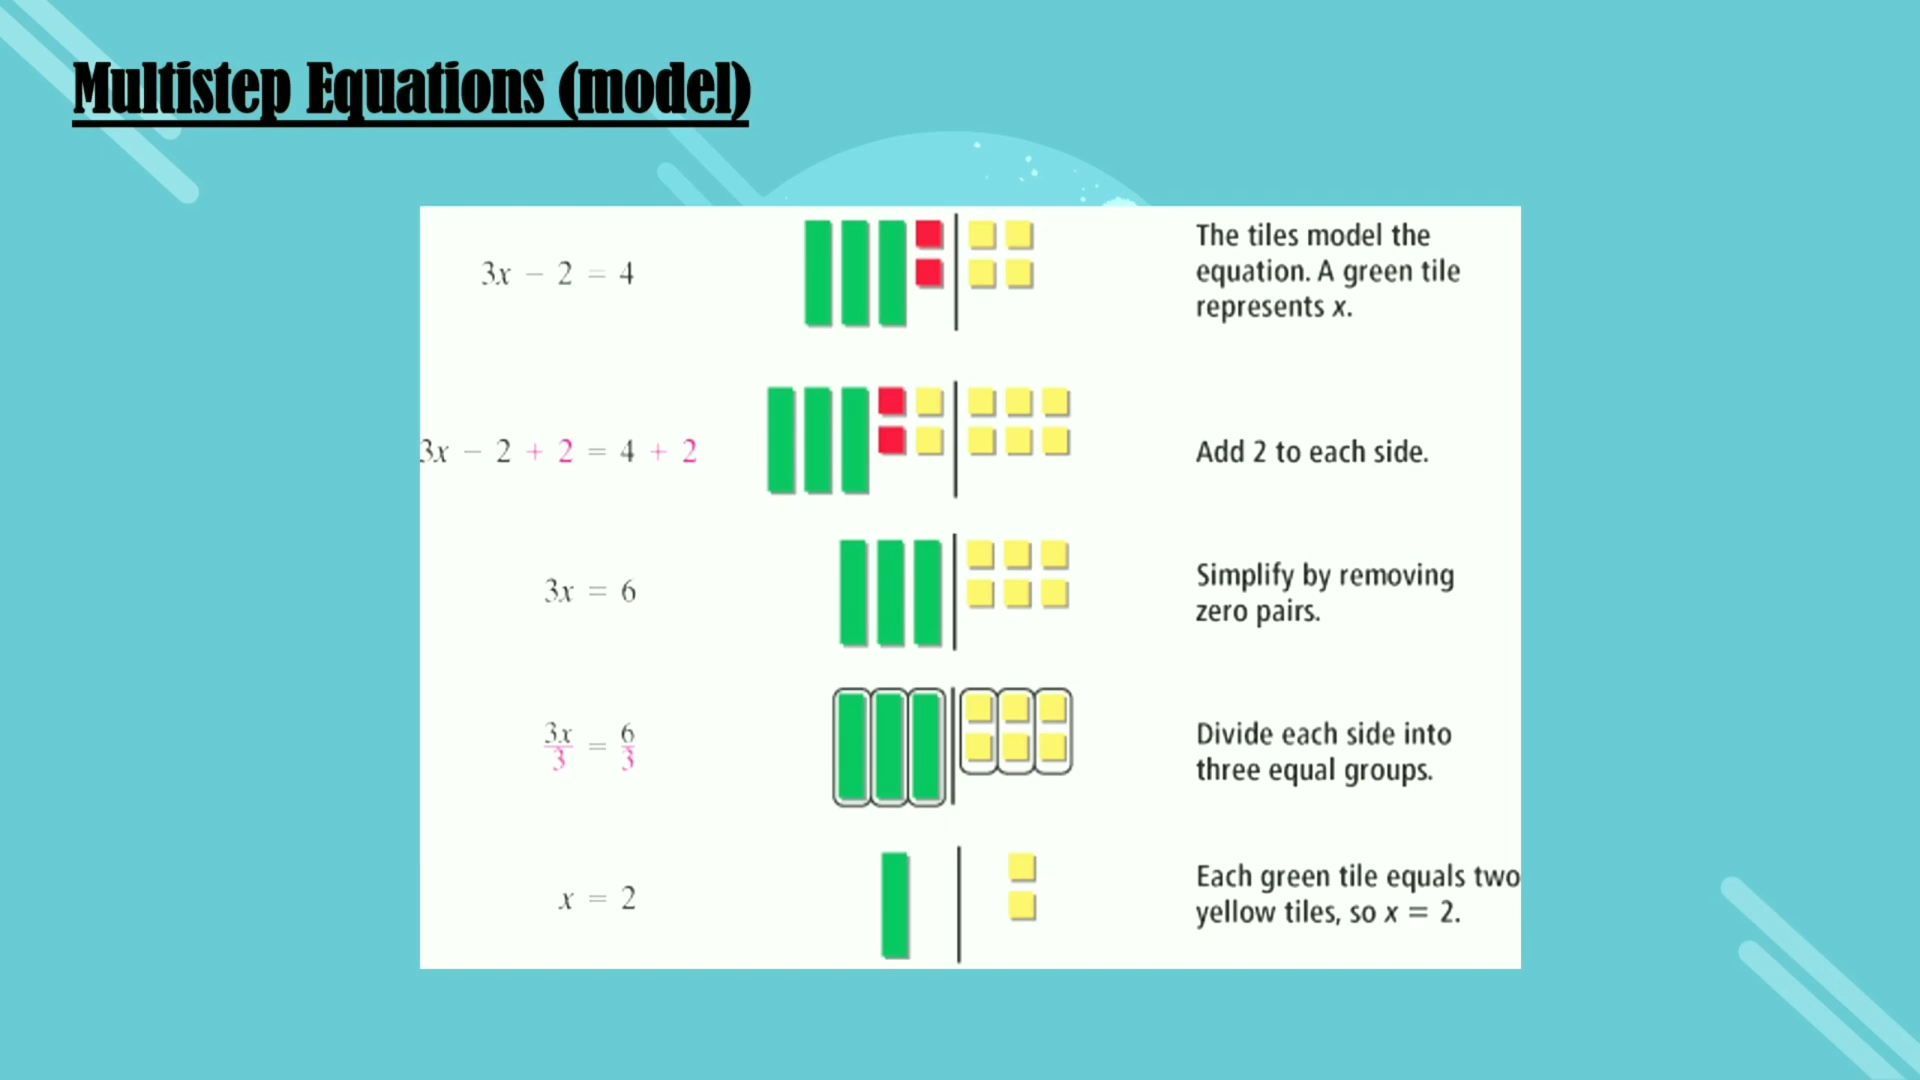 Multistep Equations (model)
3x − 2 = 4
The tiles model the
equation. A green tile
represents x.
3x − 2 + 2 = 4 + 2
Add 2 to each side.
3x = 6
Simplify by removing
zero pairs.
3x/3 = 6/3
Divide each side into
three equal groups.
x = 2
Each green tile equals two
yellow tiles, so x = 2.